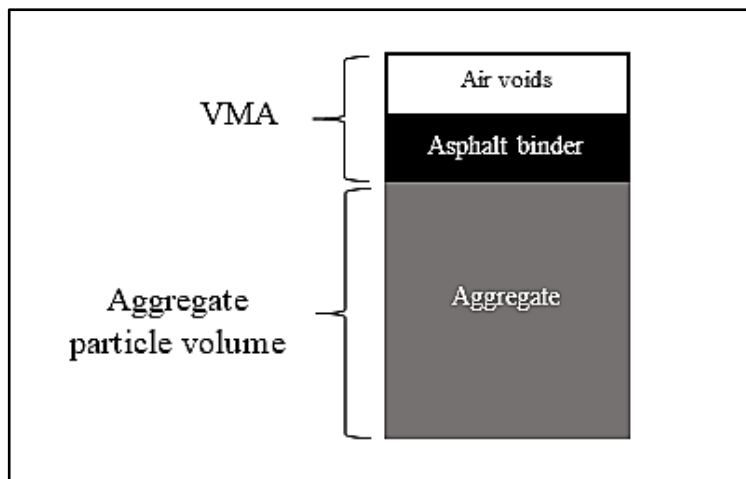 Air voids
VMA
Asphalt binder
Aggregate
particle volume
Aggregate